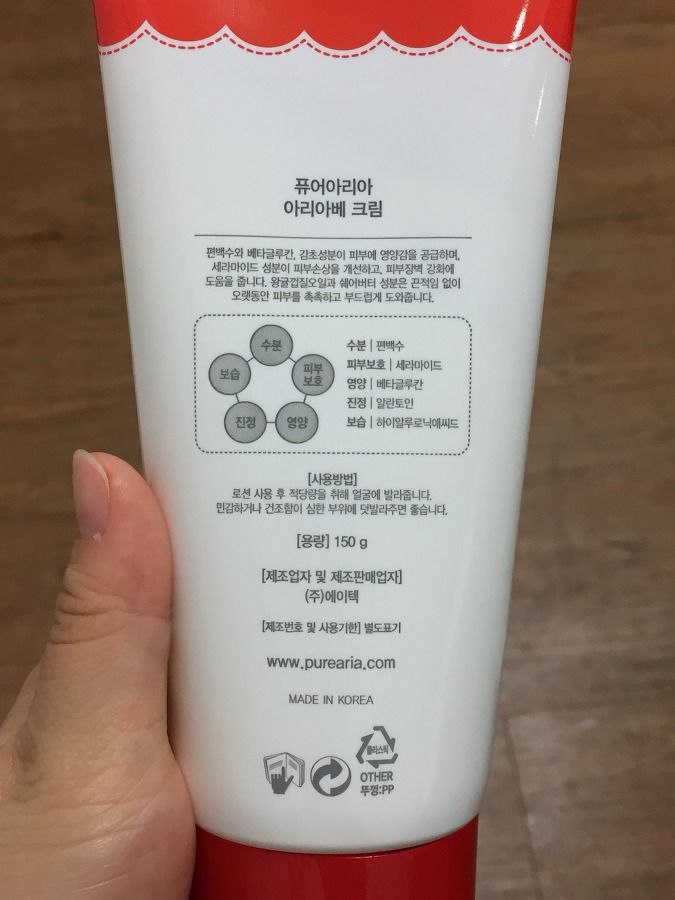 퓨어아리아
아리아베 크림
편백수와 베타글루칸, 감초성분이 피부에 영양감을 공급하며,
세라마이드 성분이 피부손상을 개선하고, 피부장벽 강화에
도움을 줍니다. 왕귤껍질오일과 쉐어버터 성분은 끈적임 없이
오랫동안 피부를 촉촉하고 부드럽게 도와줍니다.
수분
보습
피부
보호
진정
영양
수분 | 편백수
피부보호 | 세라마이드
영양 | 베타글루칸
진정 | 알란토인
보습 | 하이알루로닉애씨드
[사용방법]
로션 사용 후 적당량을 취해 얼굴에 발라줍니다.
민감하거나 건조함이 심한 부위에 덧발라주면 좋습니다.
[용량] 150 g
[제조업자 및 제조판매업자]
(주)에이텍
[제조번호 및 사용기한] 별도표기
www.purearia.com
MADE IN KOREA
플라스틱
OTHER
뚜껑:PP